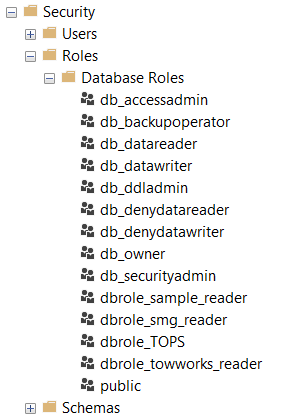 Security
Users
Roles
Database Roles
db_accessadmin
db_backupoperator
db_datareader
db_datawriter
db_ddladmin
db_denydatareader
db_denydatawriter
db_owner
db_securityadmin
dbrole_sample_reader
dbrole_smg_reader
dbrole_TOPS
dbrole_towworks_reader
public
Schemas